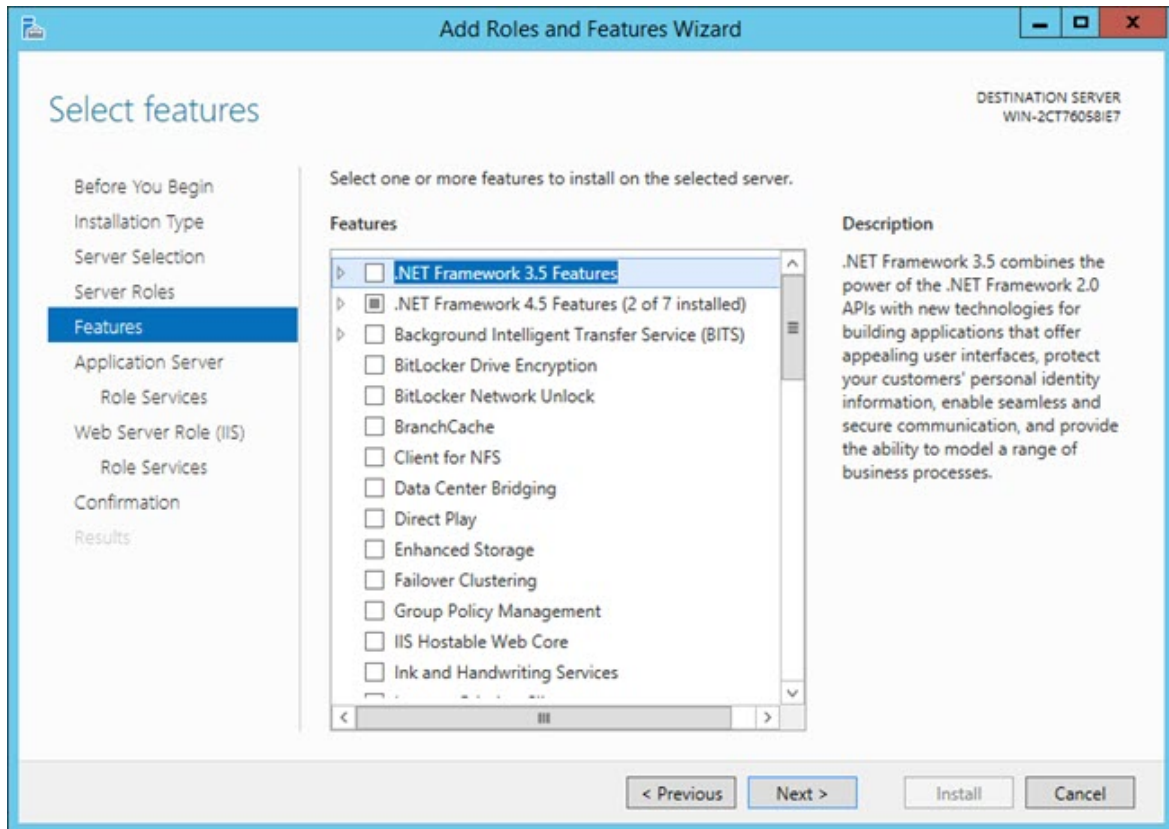 Add Roles and Features Wizard
Select features
DESTINATION SERVER
WIN-2CT76058IE7
Before You Begin
Installation Type
Server Selection
Server Roles
Features
Application Server
Role Services
Web Server Role (IIS)
Role Services
Confirmation
Results
Select one or more features to install on the selected server.
Features
.NET Framework 3.5 Features
.NET Framework 4.5 Features (2 of 7 installed)
Background Intelligent Transfer Service (BITS)
BitLocker Drive Encryption
BitLocker Network Unlock
BranchCache
Client for NFS
Data Center Bridging
Direct Play
Enhanced Storage
Failover Clustering
Group Policy Management
IIS Hostable Web Core
Ink and Handwriting Services
Description
.NET Framework 3.5 combines the
power of the .NET Framework 2.0
APIs with new technologies for
building applications that offer
appealing user interfaces, protect
your customers' personal identity
information, enable seamless and
secure communication, and provide
the ability to model a range of
business processes.
< Previous
Next >
Install
Cancel